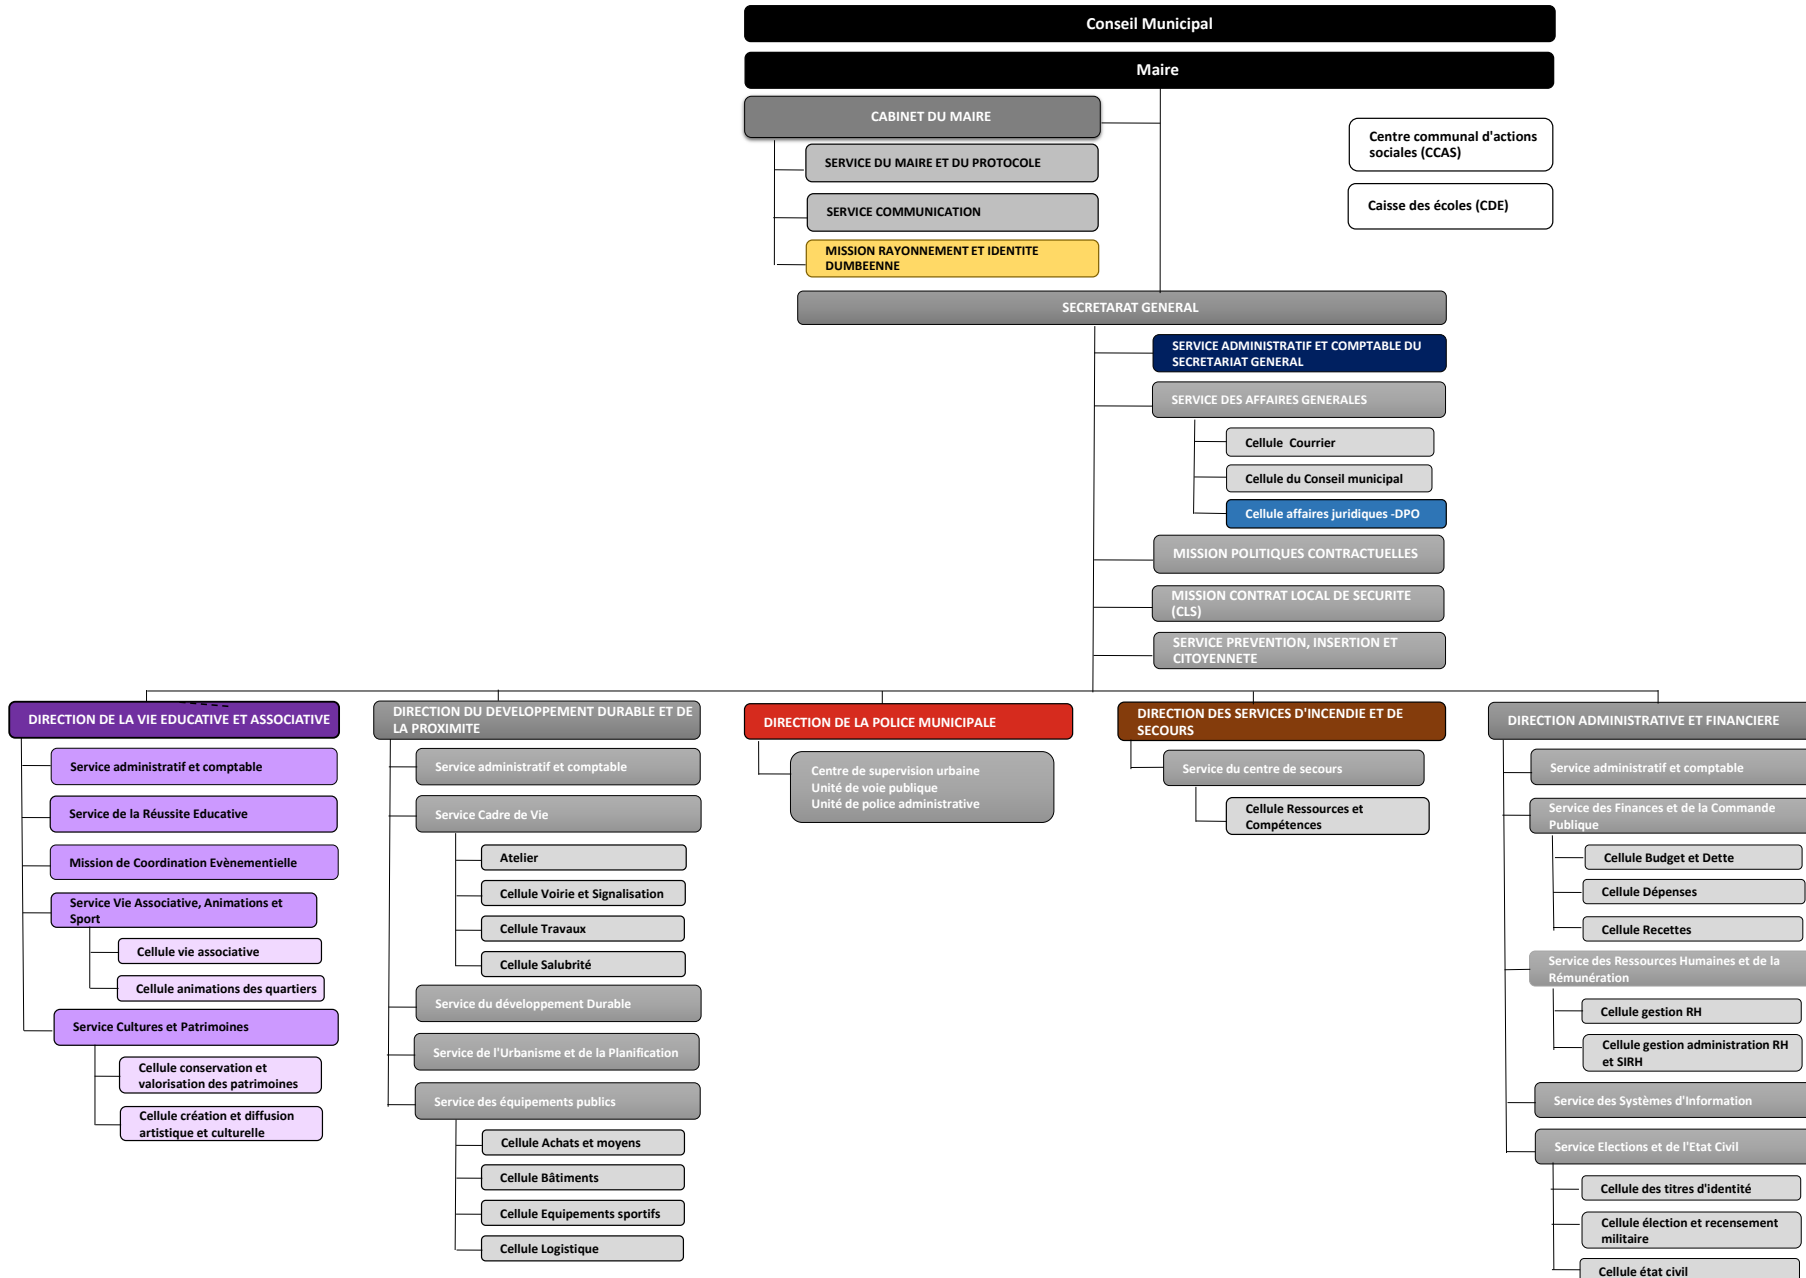 Conseil Municipal
Maire
CABINET DU MAIRE
SERVICE DU MAIRE ET DU PROTOCOLE
SERVICE COMMUNICATION
MISSION RAYONNEMENT ET IDENTITE
DUMBEENNE
Centre communal d'actions
sociales (CCAS)
Caisse des écoles (CDE)
SECRETARAT GENERAL
SERVICE ADMINISTRATIF ET COMPTABLE DU
SECRETARIAT GENERAL
SERVICE DES AFFAIRES GENERALES
Cellule  Courrier
Cellule du Conseil municipal
Cellule affaires juridiques -DPO
MISSION POLITIQUES CONTRACTUELLES
MISSION CONTRAT LOCAL DE SECURITE
(CLS)
SERVICE PREVENTION, INSERTION ET
CITOYENNETE
DIRECTION DE LA VIE EDUCATIVE ET ASSOCIATIVE
Service administratif et comptable
Service de la Réussite Educative
Mission de Coordination Evènementielle
Service Vie Associative, Animations et
Sport
Cellule vie associative
Cellule animations des quartiers
Service Cultures et Patrimoines
Cellule conservation et
valorisation des patrimoines
Cellule création et diffusion
artistique et culturelle
DIRECTION DU DEVELOPPEMENT DURABLE ET DE
LA PROXIMITE
Service administratif et comptable
Service Cadre de Vie
Atelier
Cellule Voirie et Signalisation
Cellule Travaux
Cellule Salubrité
Service du développement Durable
Service de l'Urbanisme et de la Planification
Service des équipements publics
Cellule Achats et moyens
Cellule Bâtiments
Cellule Equipements sportifs
Cellule Logistique
DIRECTION DE LA POLICE MUNICIPALE
Centre de supervision urbaine
Unité de voie publique
Unité de police administrative
DIRECTION DES SERVICES D'INCENDIE ET DE
SECOURS
Service du centre de secours
Cellule Ressources et
Compétences
DIRECTION ADMINISTRATIVE ET FINANCIERE
Service administratif et comptable
Service des Finances et de la Commande
Publique
Cellule Budget et Dette
Cellule Dépenses
Cellule Recettes
Service des Ressources Humaines et de la
Rémunération
Cellule gestion RH
Cellule gestion administration RH
et SIRH
Service des Systèmes d'Information
Service Elections et de l'Etat Civil
Cellule des titres d'identité
Cellule élection et recensement
militaire
Cellule état civil